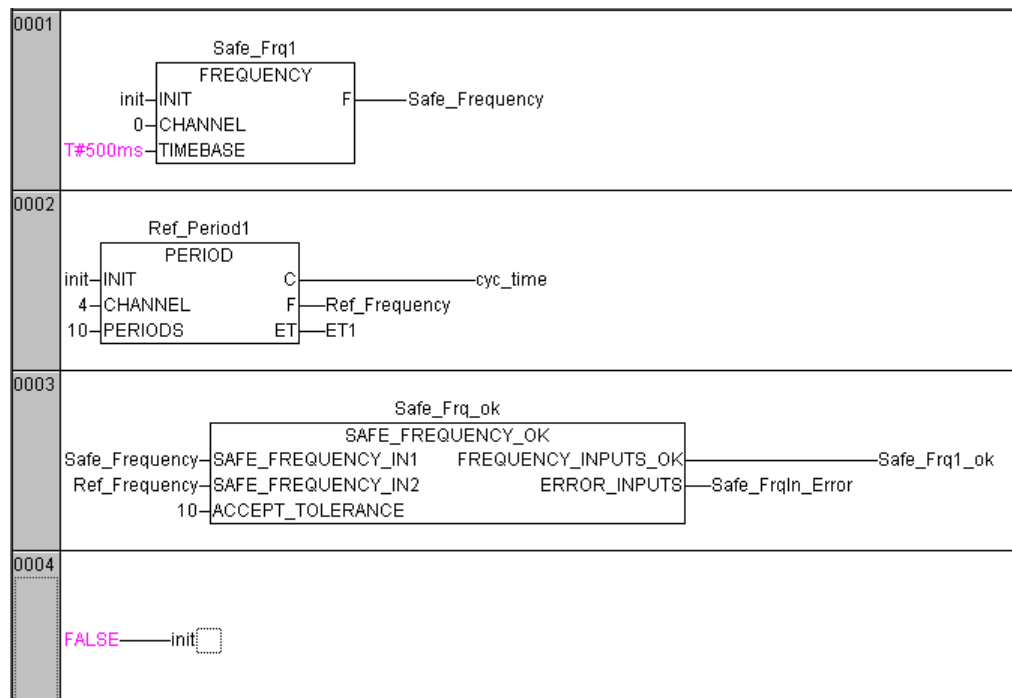 0001
Safe_Frq1
FREQUENCY
init INIT F Safe_Frequency
0 CHANNEL
T#500ms TIMEBASE
0002
Ref_Period1
PERIOD
init INIT C cyc_time
4 CHANNEL F Ref_Frequency
10 PERIODS ET ET1
0003
Safe_Frq_ok
SAFE_FREQUENCY_OK
Safe_Frequency SAFE_FREQUENCY_IN1 FREQUENCY_INPUTS_OK Safe_Frq1_ok
Ref_Frequency SAFE_FREQUENCY_IN2 ERROR_INPUTS Safe_FrqIn_Error
10 ACCEPT_TOLERANCE
0004
FALSE init